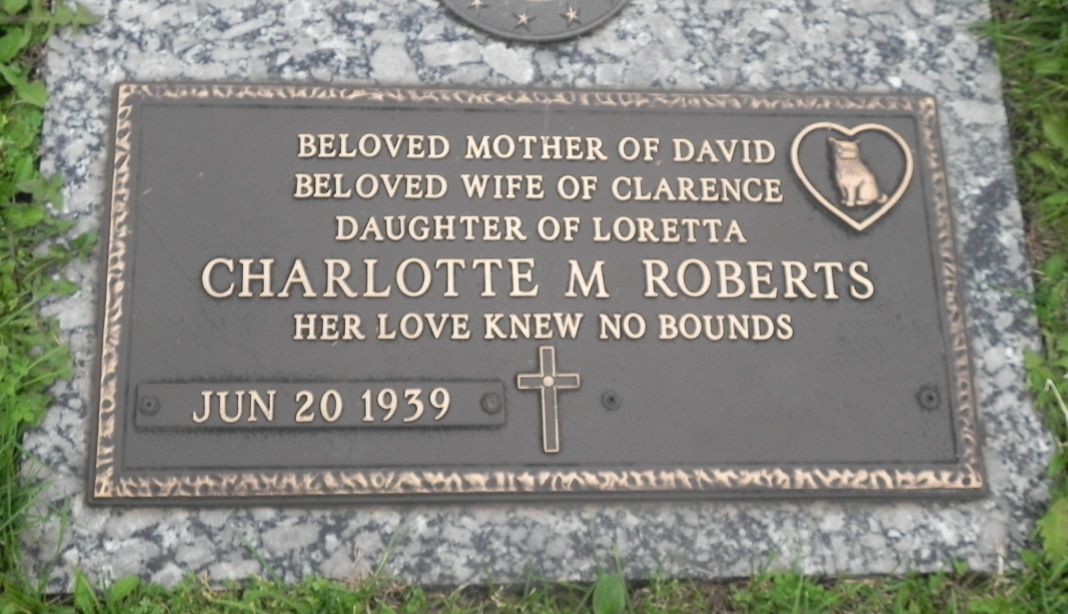 BELOVED MOTHER OF DAVID
BELOVED WIFE OF CLARENCE
DAUGHTER OF LORETTA
CHARLOTTE M ROBERTS
HER LOVE KNEW NO BOUNDS
JUN 20 1939